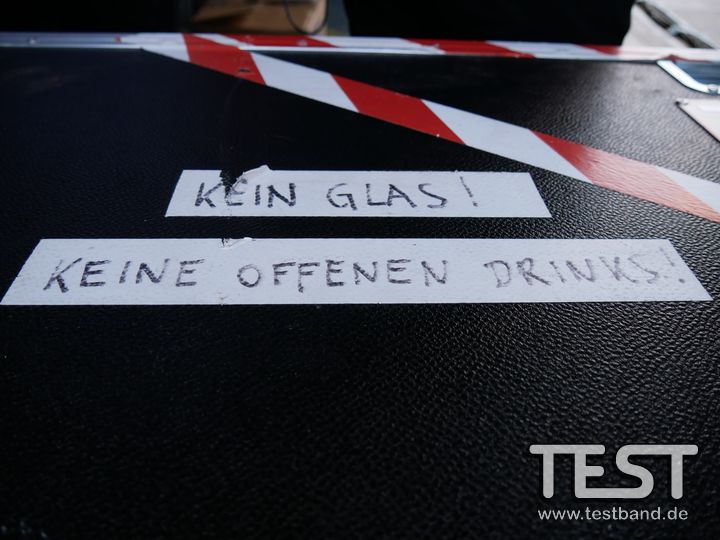 KEIN GLAS!
KEINE OFFENEN DRINKS!
TEST
www.testband.de